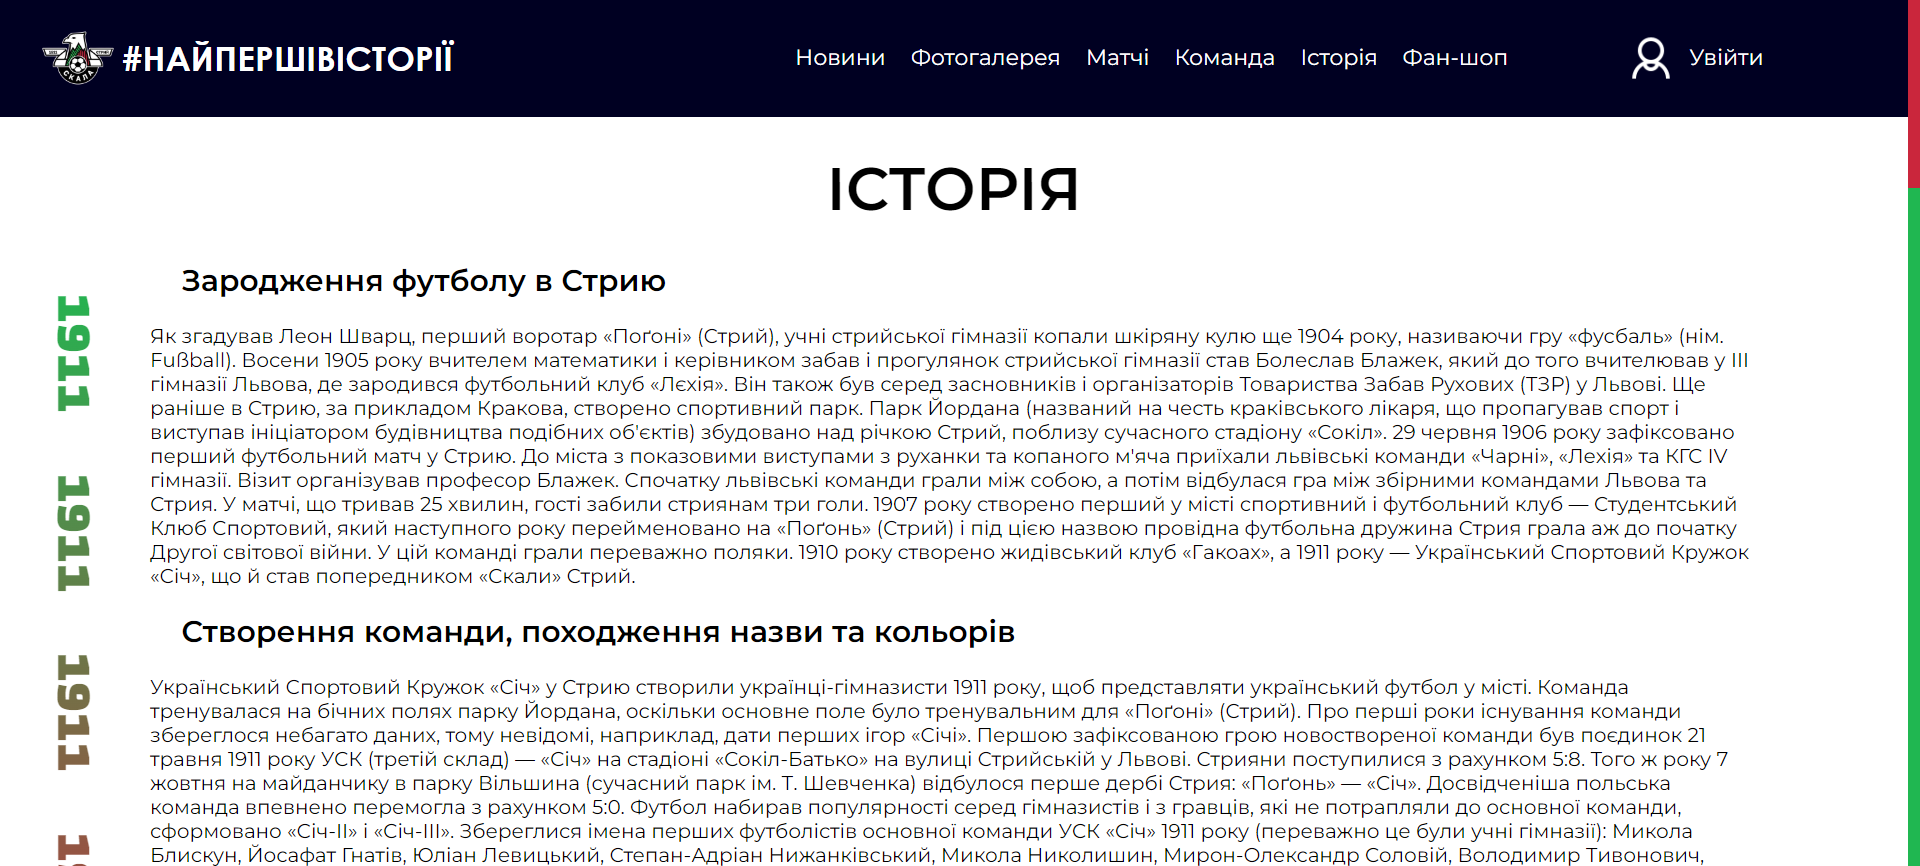 СКАЛА
#НАЙПЕРШІВІСТОРІЇ
Новини Фотогалерея Матчі Команда Історія Фан-шоп Увійти
ІСТОРІЯ
Зародження футболу в Стрию
1911
Як згадував Леон Шварц, перший воротар «Поґоні» (Стрий), учні стрийської гімназії копали шкіряну кулю ще 1904 року, називаючи гру «фусбаль» (нім.
Fußball). Восени 1905 року вчителем математики і керівником забав і прогулянок стрийської гімназії став Болеслав Блажек, який до того вчителював у III
гімназії Львова, де зародився футбольний клуб «Лєхія». Він також був серед засновників і організаторів Товариства Забав Рухових (ТЗР) у Львові. Ще
раніше в Стрию, за прикладом Кракова, створено спортивний парк. Парк Йордана (названий на честь краківського лікаря, що пропагував спорт і
виступав ініціатором будівництва подібних об'єктів) збудовано над річкою Стрий, поблизу сучасного стадіону «Сокіл». 29 червня 1906 року зафіксовано
перший футбольний матч у Стрию. До міста з показовими виступами з руханки та копаного м'яча приїхали львівські команди «Чарні», «Лехія» та КГС IV
гімназії. Візит організував професор Блажек. Спочатку львівські команди грали між собою, а потім відбулася гра між збірними командами Львова та
Стрия. У матчі, що тривав 25 хвилин, гості забили стриянам три голи. 1907 року створено перший у місті спортивний і футбольний клуб — Студентський
Клюб Спортовий, який наступного року перейменовано на «Поґонь» (Стрий) і під цією назвою провідна футбольна дружина Стрия грала аж до початку
Другої світової війни. У цій команді грали переважно поляки. 1910 року створено жидівський клуб «Гакоах», а 1911 року — Український Спортовий Кружок
«Січ», що й став попередником «Скали» Стрий.
1911
Створення команди, походження назви та кольорів
1911
Український Спортовий Кружок «Січ» у Стрию створили українці-гімназисти 1911 року, щоб представляти український футбол у місті. Команда
тренувалася на бічних полях парку Йордана, оскільки основне поле було тренувальним для «Поґоні» (Стрий). Про перші роки існування команди
збереглося небагато даних, тому невідомі, наприклад, дати перших ігор «Січі». Першою зафіксованою грою новоствореної команди був поєдинок 21
травня 1911 року УСК (третій склад) — «Січ» на стадіоні «Сокіл-Батько» на вулиці Стрийській у Львові. Стрияни поступилися з рахунком 5:8. Того ж року 7
жовтня на майданчику в парку Вільшина (сучасний парк ім. Т. Шевченка) відбулося перше дербі Стрия: «Поґонь» — «Січ». Досвідченіша польська
команда впевнено перемогла з рахунком 5:0. Футбол набирав популярності серед гімназистів і з гравців, які не потрапляли до основної команди,
сформовано «Січ-II» і «Січ-III». Збереглися імена перших футболістів основної команди УСК «Січ» 1911 року (переважно це були учні гімназії): Микола
Блискун, Йосафат Гнатів, Юліан Левицький, Степан-Адріан Нижанківський, Микола Николишин, Мирон-Олександр Соловій, Володимир Тивонович,